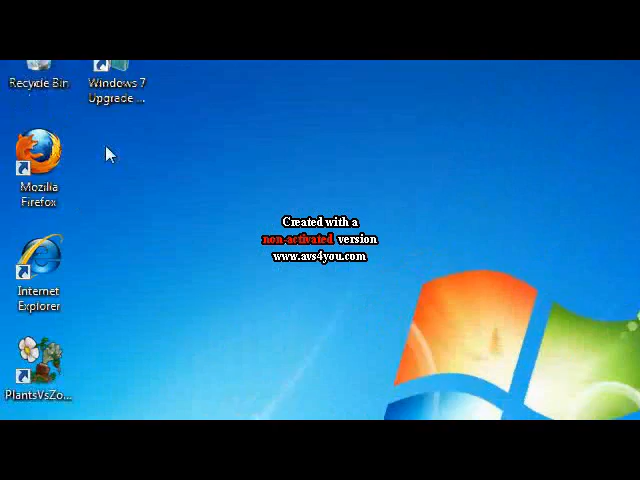 Recycle Bin
Windows 7
Upgrade ...
Mozilla
Firefox
Internet
Explorer
PlantsVsZo...
Created with a
non-activated version
www.avs4you.com